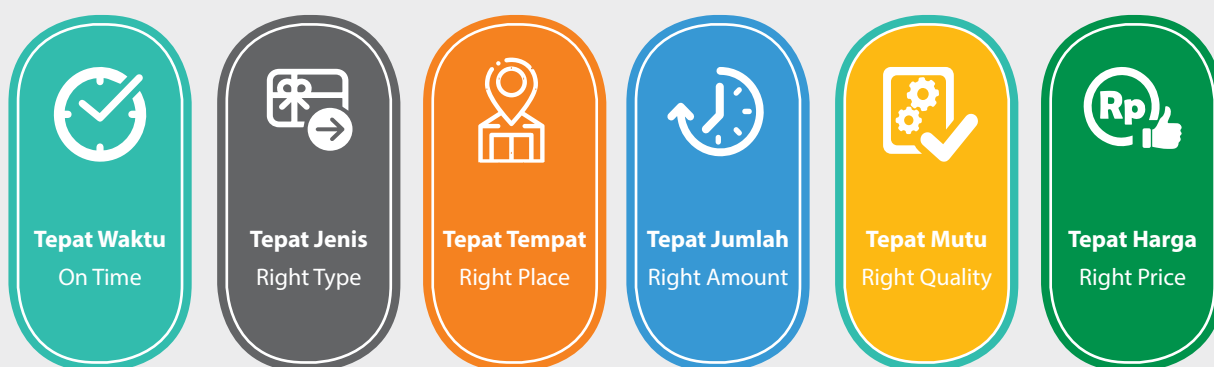 Tepat Waktu
On Time
Tepat Jenis
Right Type
Tepat Tempat
Right Place
Tepat Jumlah
Right Amount
Tepat Mutu
Right Quality
Rp
Tepat Harga
Right Price